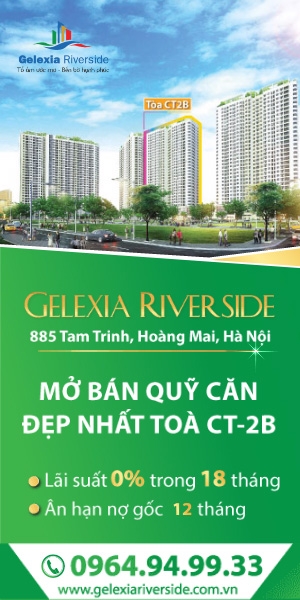 Gelexia Riverside
Tổ ấm ước mơ - Bến bờ hạnh phúc
Tòa CT2B
GELEXIA RIVERSIDE
885 Tam Trinh, Hoàng Mai, Hà Nội
MỞ BÁN QUỸ CĂN
ĐẸP NHẤT TOÀ CT-2B
Lãi suất 0% trong 18 tháng
Ân hạn nợ gốc 12 tháng
0964.94.99.33
www.gelexiariverside.com.vn